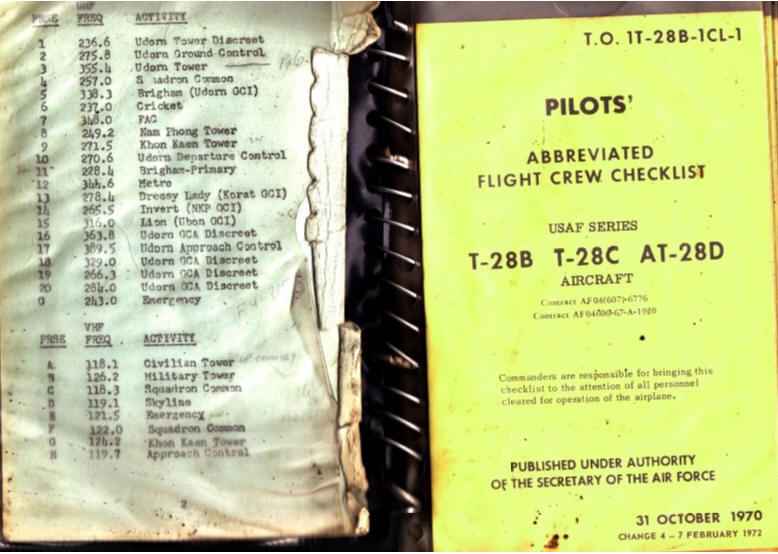 UHF
PRSE FREQ ACTIVITY
1 236.6 Udorn Tower Discreet
2 275.8 Udorn Ground Control
3 355.4 Udorn Tower
4 257.0 S uadron Common
5 338.3 Brigham (Udorn GCI)
6 237.0 Cricket
7 348.0 FAC
8 249.2 Nam Phong Tower
9 271.5 Khon Kaen Tower
10 270.6 Udorn Departure Control
11 228.4 Brigham-Primary
12 344.6 Metro
13 278.4 Dressy Lady (Korat GCI)
14 265.5 Invert (NKP GCI)
15 316.0 Lion (Ubon GCI)
16 363.8 Udorn GCA Discreet
17 389.5 Udorn Approach Control
18 329.0 Udorn GCA Discreet
19 266.3 Udorn GCA Discreet
20 284.0 Udorn GCA Discreet
G 243.0 Emergency
VHF
PRSE FREQ ACTIVITY
A 118.1 Civilian Tower
B 126.2 Military Tower
C 118.3 Squadron Common
D 119.1 Skyline
E 121.5 Emergency
F 122.0 Squadron Common
G 124.2 Khon Kaen Tower
H 119.7 Approach Control
2
T.O. 1T-28B-1CL-1
PILOTS'
ABBREVIATED
FLIGHT CREW CHECKLIST
USAF SERIES
T-28B T-28C AT-28D
AIRCRAFT
Contract AF04(607)-6776
Contract AF04606-67-A-1920
Commanders are responsible for bringing this
checklist to the attention of all personnel
cleared for operation of the airplane.
PUBLISHED UNDER AUTHORITY
OF THE SECRETARY OF THE AIR FORCE
31 OCTOBER 1970
CHANGE 4 – 7 FEBRUARY 1972